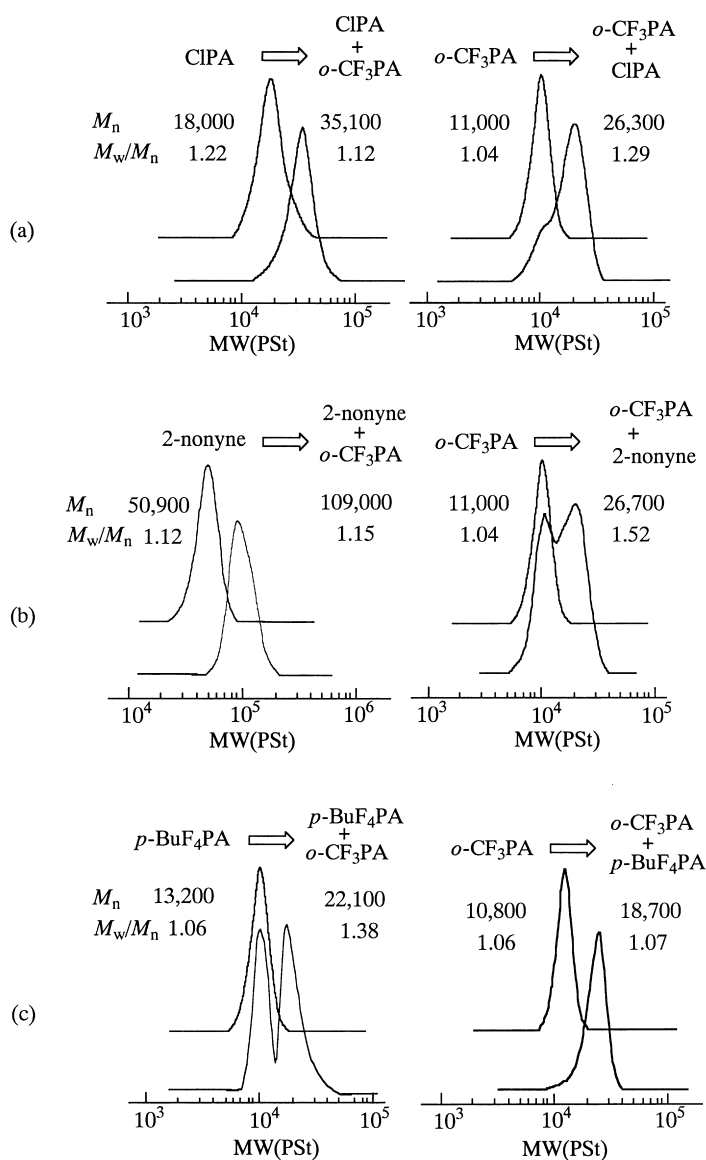 ClPA ⇒ ClPA + o-CF₃PA
o-CF₃PA ⇒ o-CF₃PA + ClPA
Mn 18,000 35,100 11,000 26,300
Mw/Mn 1.22 1.12 1.04 1.29
(a)
10³ 10⁴ 10⁵ 10³ 10⁴ 10⁵
MW(PSt) MW(PSt)
2-nonyne ⇒ 2-nonyne + o-CF₃PA
o-CF₃PA ⇒ o-CF₃PA + 2-nonyne
Mn 50,900 109,000 11,000 26,700
Mw/Mn 1.12 1.15 1.04 1.52
(b)
10⁴ 10⁵ 10⁶ 10³ 10⁴ 10⁵
MW(PSt) MW(PSt)
p-BuF₄PA ⇒ p-BuF₄PA + o-CF₃PA
o-CF₃PA ⇒ o-CF₃PA + p-BuF₄PA
Mn 13,200 22,100 10,800 18,700
Mw/Mn 1.06 1.38 1.06 1.07
(c)
10³ 10⁴ 10⁵ 10³ 10⁴ 10⁵
MW(PSt) MW(PSt)